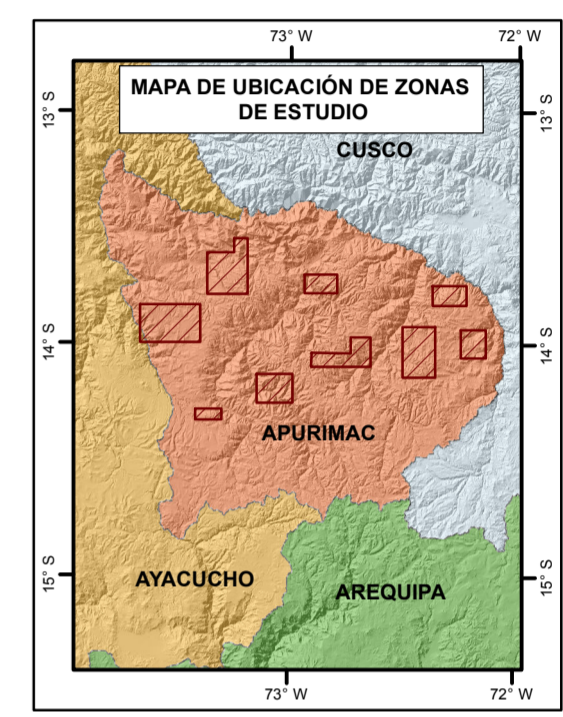 73° W
72° W
13° S
13° S
MAPA DE UBICACIÓN DE ZONAS
DE ESTUDIO
CUSCO
14° S
14° S
APURIMAC
15° S
15° S
AYACUCHO
AREQUIPA
73° W
72° W